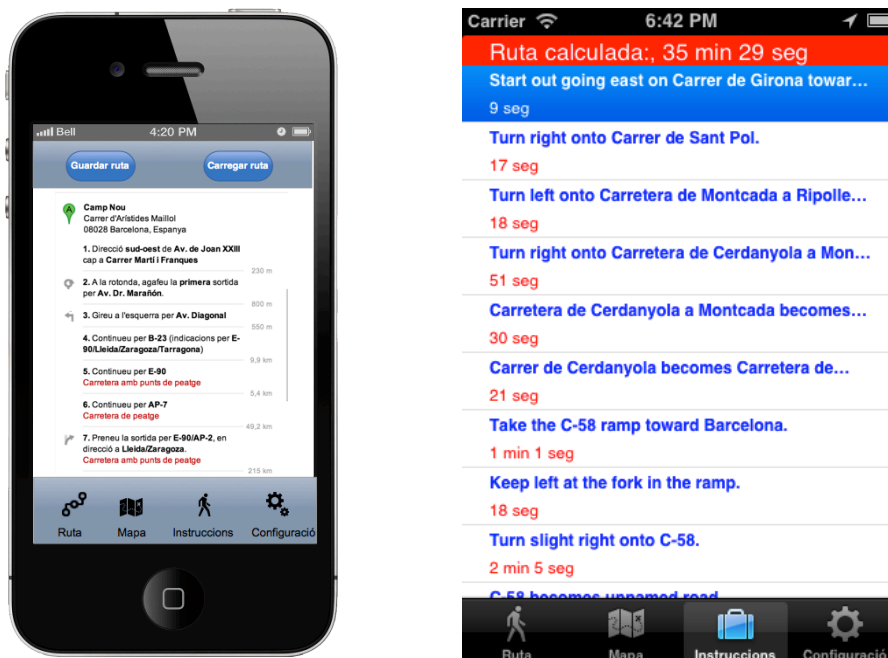 Bell 4:20 PM
Guardar ruta Carregar ruta
A Camp Nou
Carrer d'Arístides Maillol
08028 Barcelona, Espanya
1. Direcció sud-oest de Av. de Joan XXIII
cap a Carrer Martí i Franques
230 m
2. A la rotonda, agafeu la primera sortida
per Av. Dr. Marañón.
800 m
3. Gireu a l'esquerra per Av. Diagonal
550 m
4. Continueu per B-23 (indicacions per E-
90/Lleida/Zaragoza/Tarragona)
9,9 km
5. Continueu per E-90
Carretera amb punts de peatge
5,4 km
6. Continueu per AP-7
Carretera de peatge
49,2 km
7. Preneu la sortida per E-90/AP-2, en
direcció a Lleida/Zaragoza.
Carretera amb punts de peatge
215 km
Ruta Mapa Instruccions Configuració
Carrier 6:42 PM
Ruta calculada:, 35 min 29 seg
Start out going east on Carrer de Girona towar…
9 seg
Turn right onto Carrer de Sant Pol.
17 seg
Turn left onto Carretera de Montcada a Ripolle…
18 seg
Turn right onto Carretera de Cerdanyola a Mon…
51 seg
Carretera de Cerdanyola a Montcada becomes…
30 seg
Carrer de Cerdanyola becomes Carretera de…
21 seg
Take the C-58 ramp toward Barcelona.
1 min 1 seg
Keep left at the fork in the ramp.
18 seg
Turn slight right onto C-58.
2 min 5 seg
C-58 becomes unnamed road
Ruta Mapa Instruccions Configuració